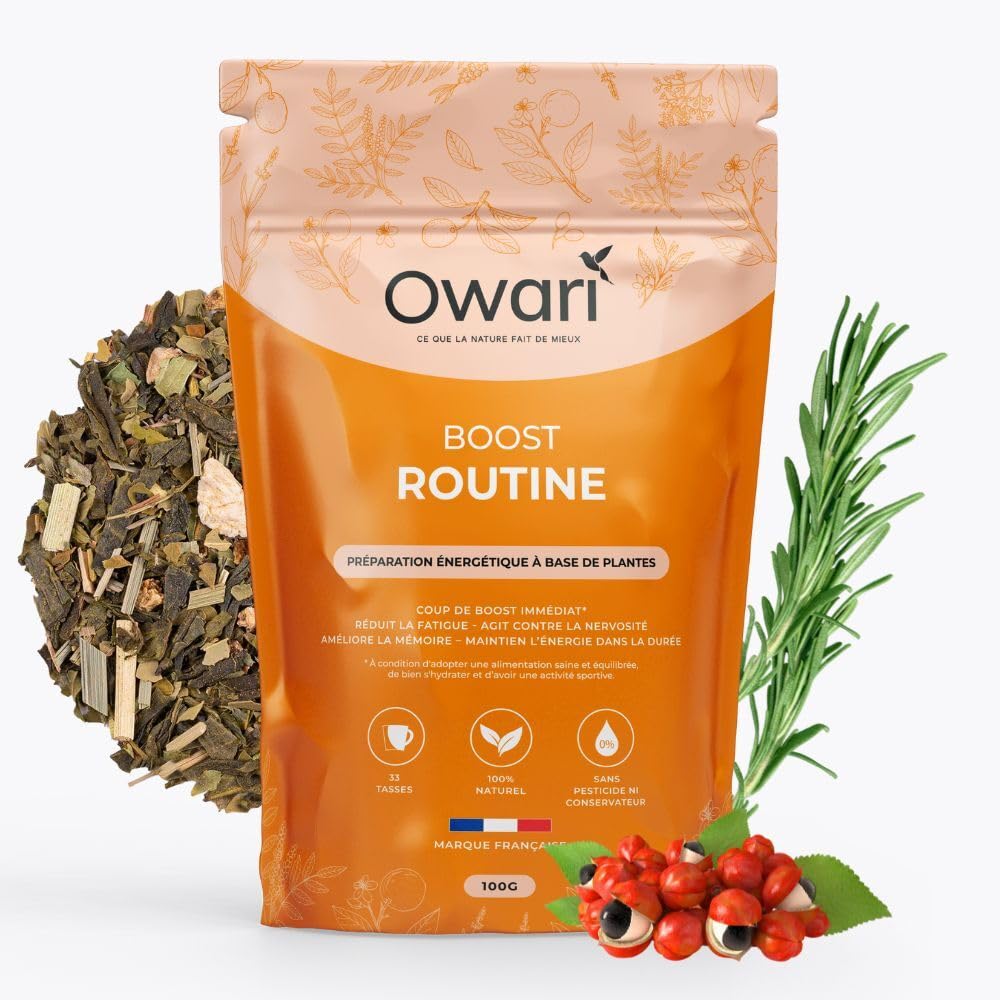 Owari
CE QUE LA NATURE FAIT DE MIEUX
BOOST
ROUTINE
PRÉPARATION ÉNERGÉTIQUE À BASE DE PLANTES
COUP DE BOOST IMMÉDIAT*
RÉDUIT LA FATIGUE - AGIT CONTRE LA NERVOSITÉ
AMÉLIORE LA MÉMOIRE – MAINTIEN L'ÉNERGIE DANS LA DURÉE
*À condition d'adopter une alimentation saine et équilibrée,
de bien s'hydrater et d'avoir une activité sportive.
33
TASSES
100%
NATUREL
0%
SANS
PESTICIDE NI
CONSERVATEUR
MARQUE FRANÇAISE
100G